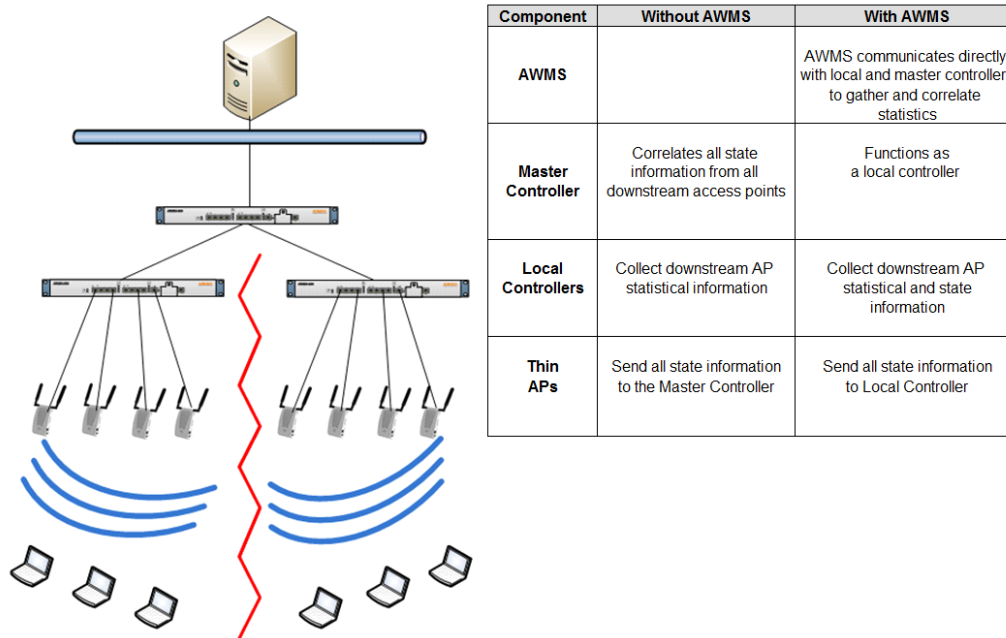 Component Without AWMS With AWMS
AWMS
AWMS communicates directly
with local and master controller
to gather and correlate
statistics
Master
Controller
Correlates all state
information from all
downstream access points
Functions as
a local controller
Local
Controllers
Collect downstream AP
statistical information
Collect downstream AP
statistical and state
information
Thin
APs
Send all state information
to the Master Controller
Send all state information
to Local Controller